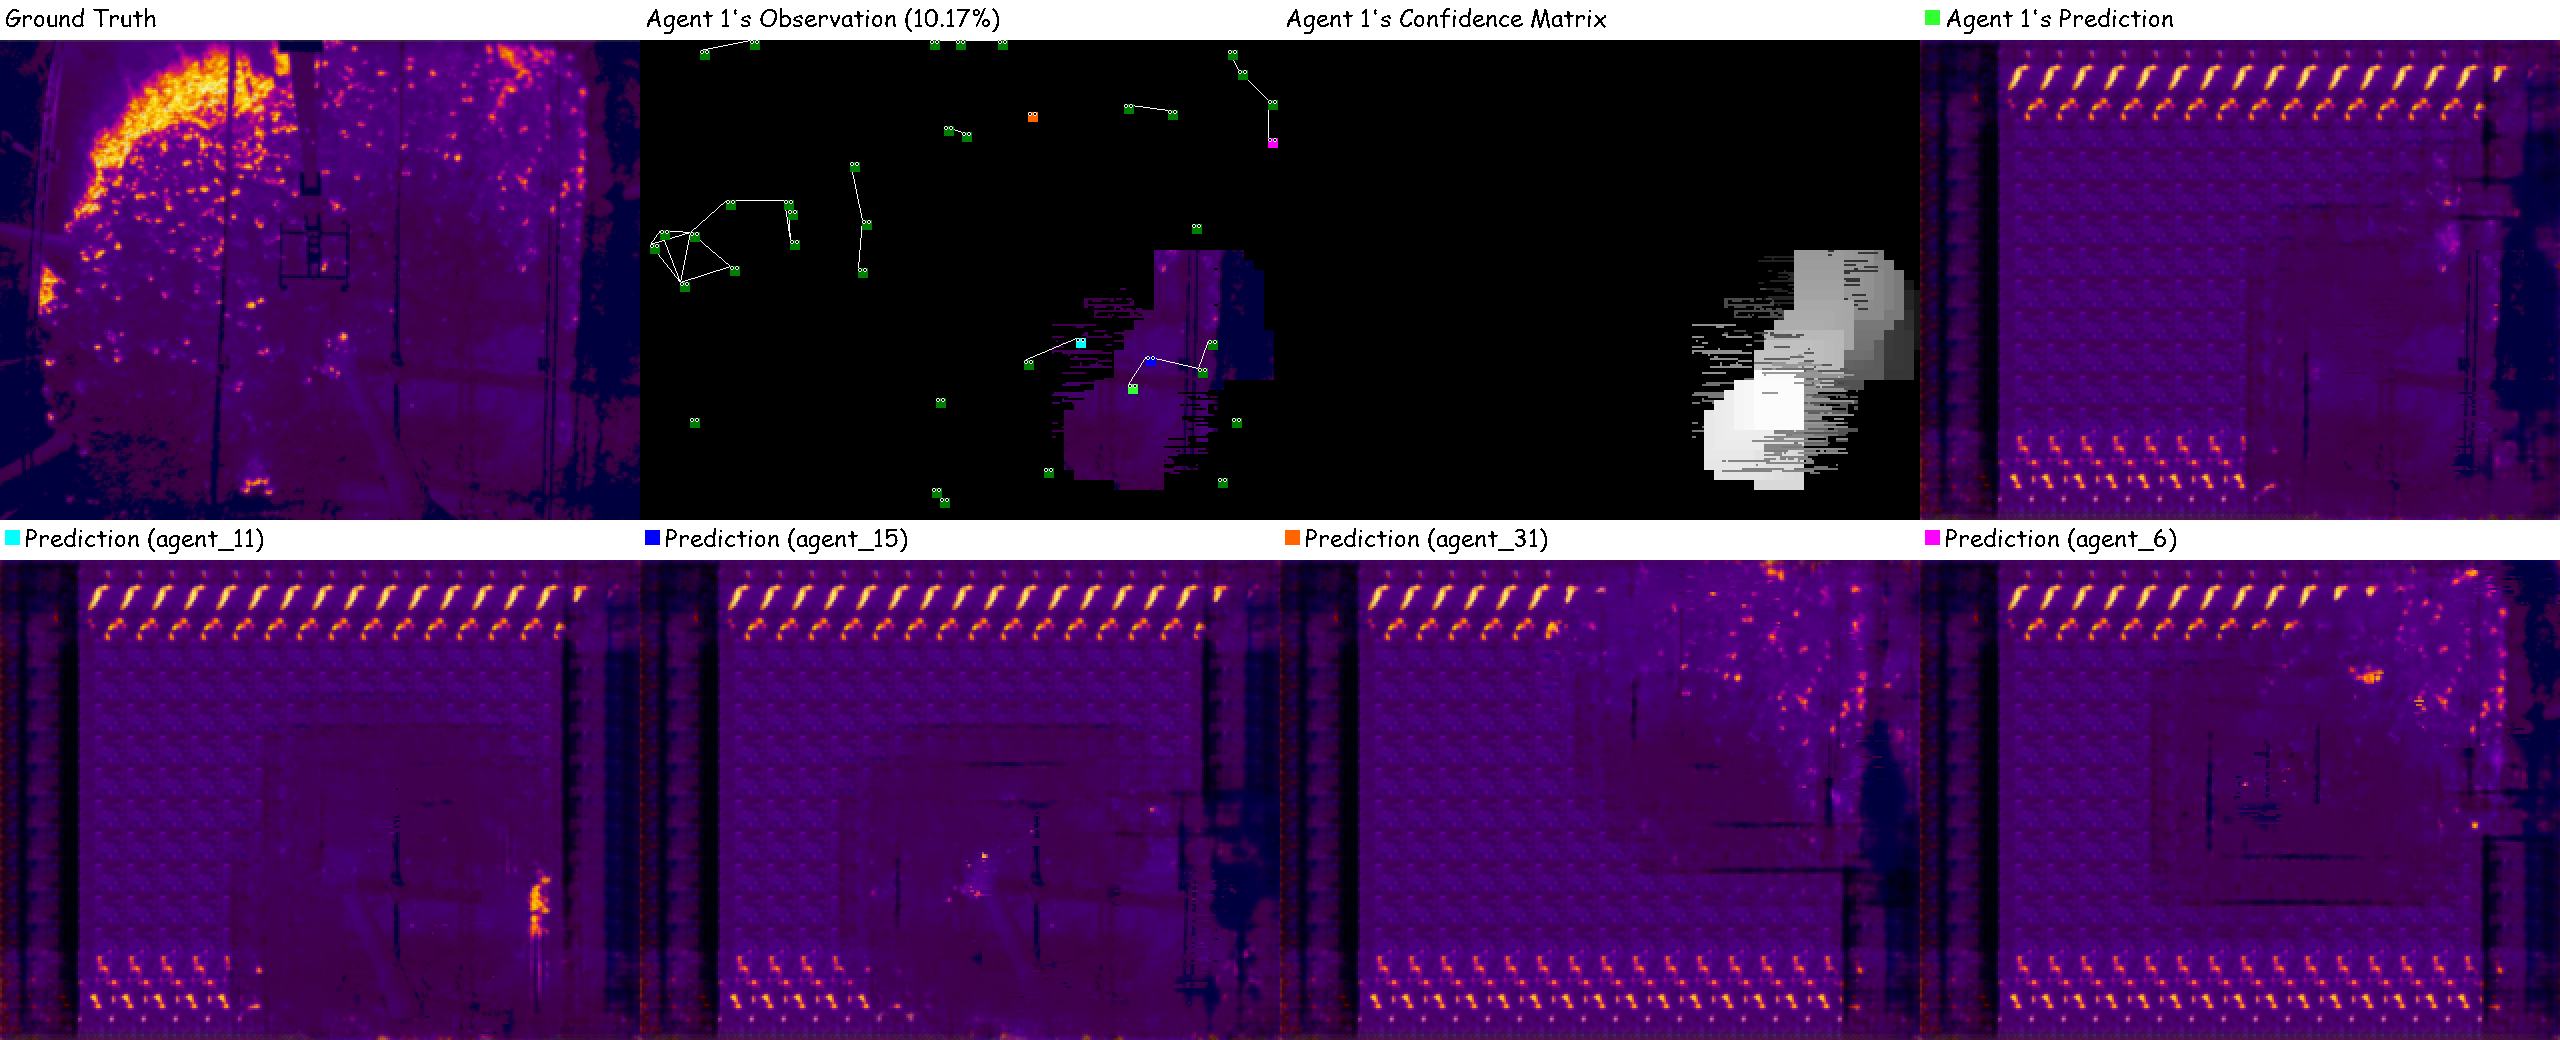 Ground Truth
Agent 1's Observation (10.17%)
Agent 1's Confidence Matrix
Agent 1's Prediction
Prediction (agent_11)
Prediction (agent_15)
Prediction (agent_31)
Prediction (agent_6)